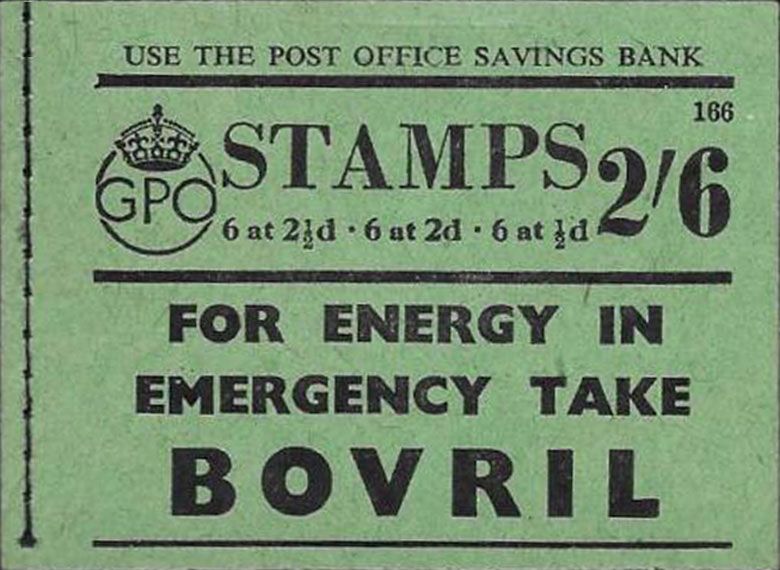 USE THE POST OFFICE SAVINGS BANK
166
GPO
STAMPS 2/6
6 at 2½d · 6 at 2d · 6 at ½d
FOR ENERGY IN
EMERGENCY TAKE
BOVRIL